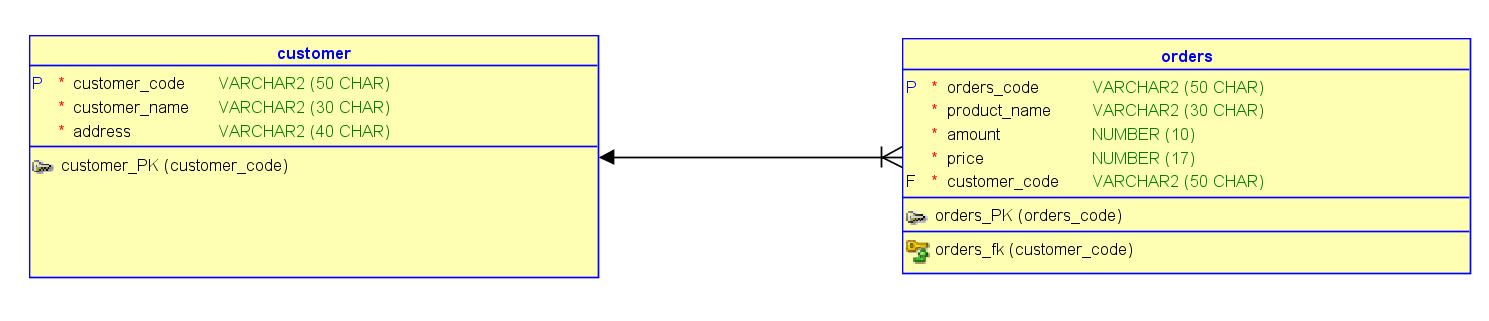 customer
P * customer_code VARCHAR2 (50 CHAR)
* customer_name VARCHAR2 (30 CHAR)
* address VARCHAR2 (40 CHAR)
customer_PK (customer_code)
orders
P * orders_code VARCHAR2 (50 CHAR)
* product_name VARCHAR2 (30 CHAR)
* amount NUMBER (10)
* price NUMBER (17)
F * customer_code VARCHAR2 (50 CHAR)
orders_PK (orders_code)
orders_fk (customer_code)